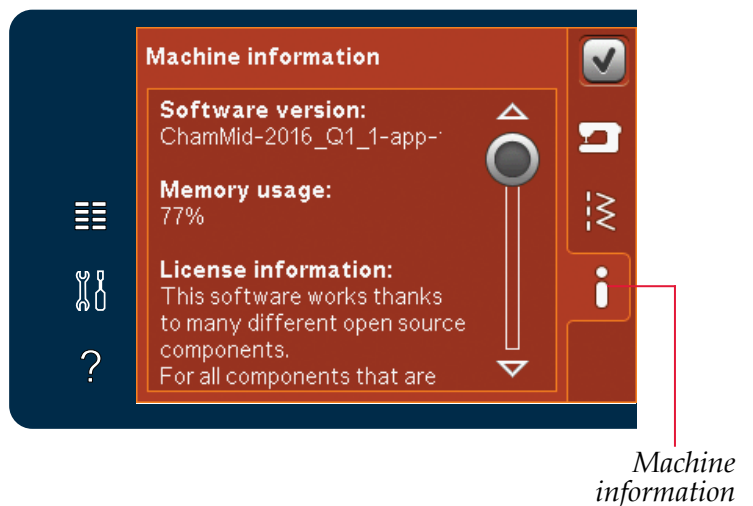 Machine information
Software version:
ChamMid-2016_Q1_1-app-
Memory usage:
77%
License information:
This software works thanks
to many different open source
components.
For all components that are
?
Machine
information